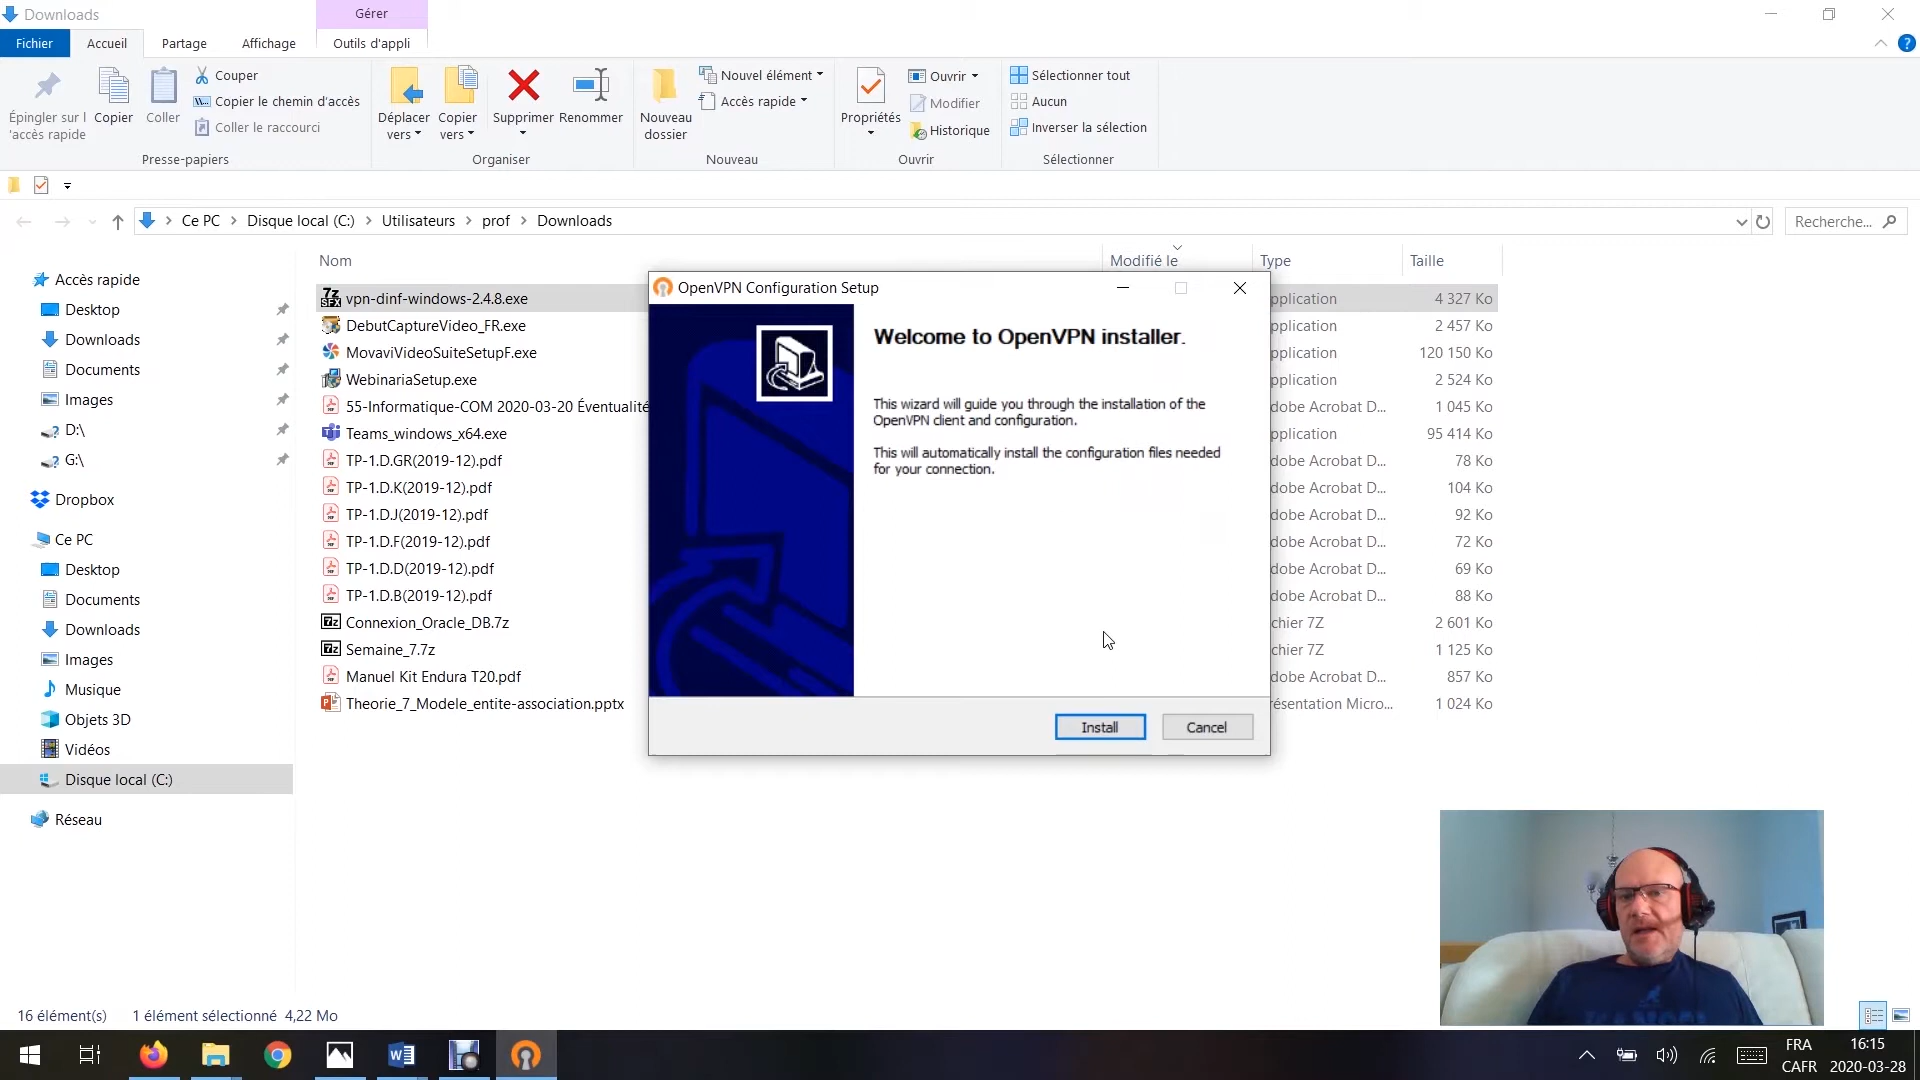 Downloads
Gérer
Fichier
Accueil
Partage
Affichage
Outils d'appli
Épingler sur l
'accès rapide
Copier
Coller
Couper
Copier le chemin d'accès
Coller le raccourci
Presse-papiers
Déplacer
vers
Copier
vers
Supprimer
Renommer
Organiser
Nouveau
dossier
Nouvel élément
Accès rapide
Nouveau
Propriétés
Ouvrir
Modifier
Historique
Ouvrir
Sélectionner tout
Aucun
Inverser la sélection
Sélectionner
Ce PC
Disque local (C:)
Utilisateurs
prof
Downloads
Recherche...
Nom
Modifié le
Type
Taille
Accès rapide
Desktop
Downloads
Documents
Images
D:\
G:\
Dropbox
Ce PC
Desktop
Documents
Downloads
Images
Musique
Objets 3D
Vidéos
Disque local (C:)
Réseau
vpn-dinf-windows-2.4.8.exe
pplication
4 327 Ko
DebutCaptureVideo_FR.exe
pplication
2 457 Ko
MovaviVideoSuiteSetupF.exe
pplication
120 150 Ko
WebinariaSetup.exe
pplication
2 524 Ko
55-Informatique-COM 2020-03-20 Éventualité
dobe Acrobat D...
1 045 Ko
Teams_windows_x64.exe
pplication
95 414 Ko
TP-1.D.GR(2019-12).pdf
dobe Acrobat D...
78 Ko
TP-1.D.K(2019-12).pdf
dobe Acrobat D...
104 Ko
TP-1.D.J(2019-12).pdf
dobe Acrobat D...
92 Ko
TP-1.D.F(2019-12).pdf
dobe Acrobat D...
72 Ko
TP-1.D.D(2019-12).pdf
dobe Acrobat D...
69 Ko
TP-1.D.B(2019-12).pdf
dobe Acrobat D...
88 Ko
Connexion_Oracle_DB.7z
chier 7Z
2 601 Ko
Semaine_7.7z
chier 7Z
1 125 Ko
Manuel Kit Endura T20.pdf
dobe Acrobat D...
857 Ko
Theorie_7_Modele_entite-association.pptx
résentation Micro...
1 024 Ko
OpenVPN Configuration Setup
Welcome to OpenVPN installer.
This wizard will guide you through the installation of the
OpenVPN client and configuration.
This will automatically install the configuration files needed
for your connection.
Install
Cancel
16 élément(s)
1 élément sélectionné 4,22 Mo
FRA
CAFR
16:15
2020-03-28